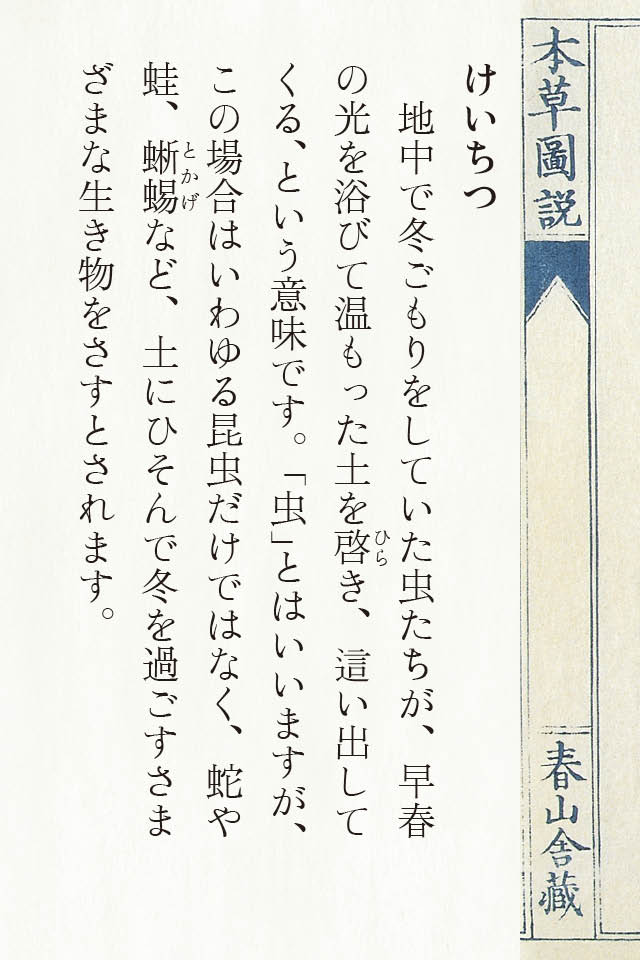 本草圖説
春山舎藏
けいちつ
地中で冬ごもりをしていた虫たちが、早春
の光を浴びて温もった土を啓き、這い出して
ひら
くる、という意味です。「虫」とはいいますが、
この場合はいわゆる昆虫だけではなく、蛇や
蛙、蜥蜴など、土にひそんで冬を過ごすさま
とかげ
ざまな生き物をさすとされます。